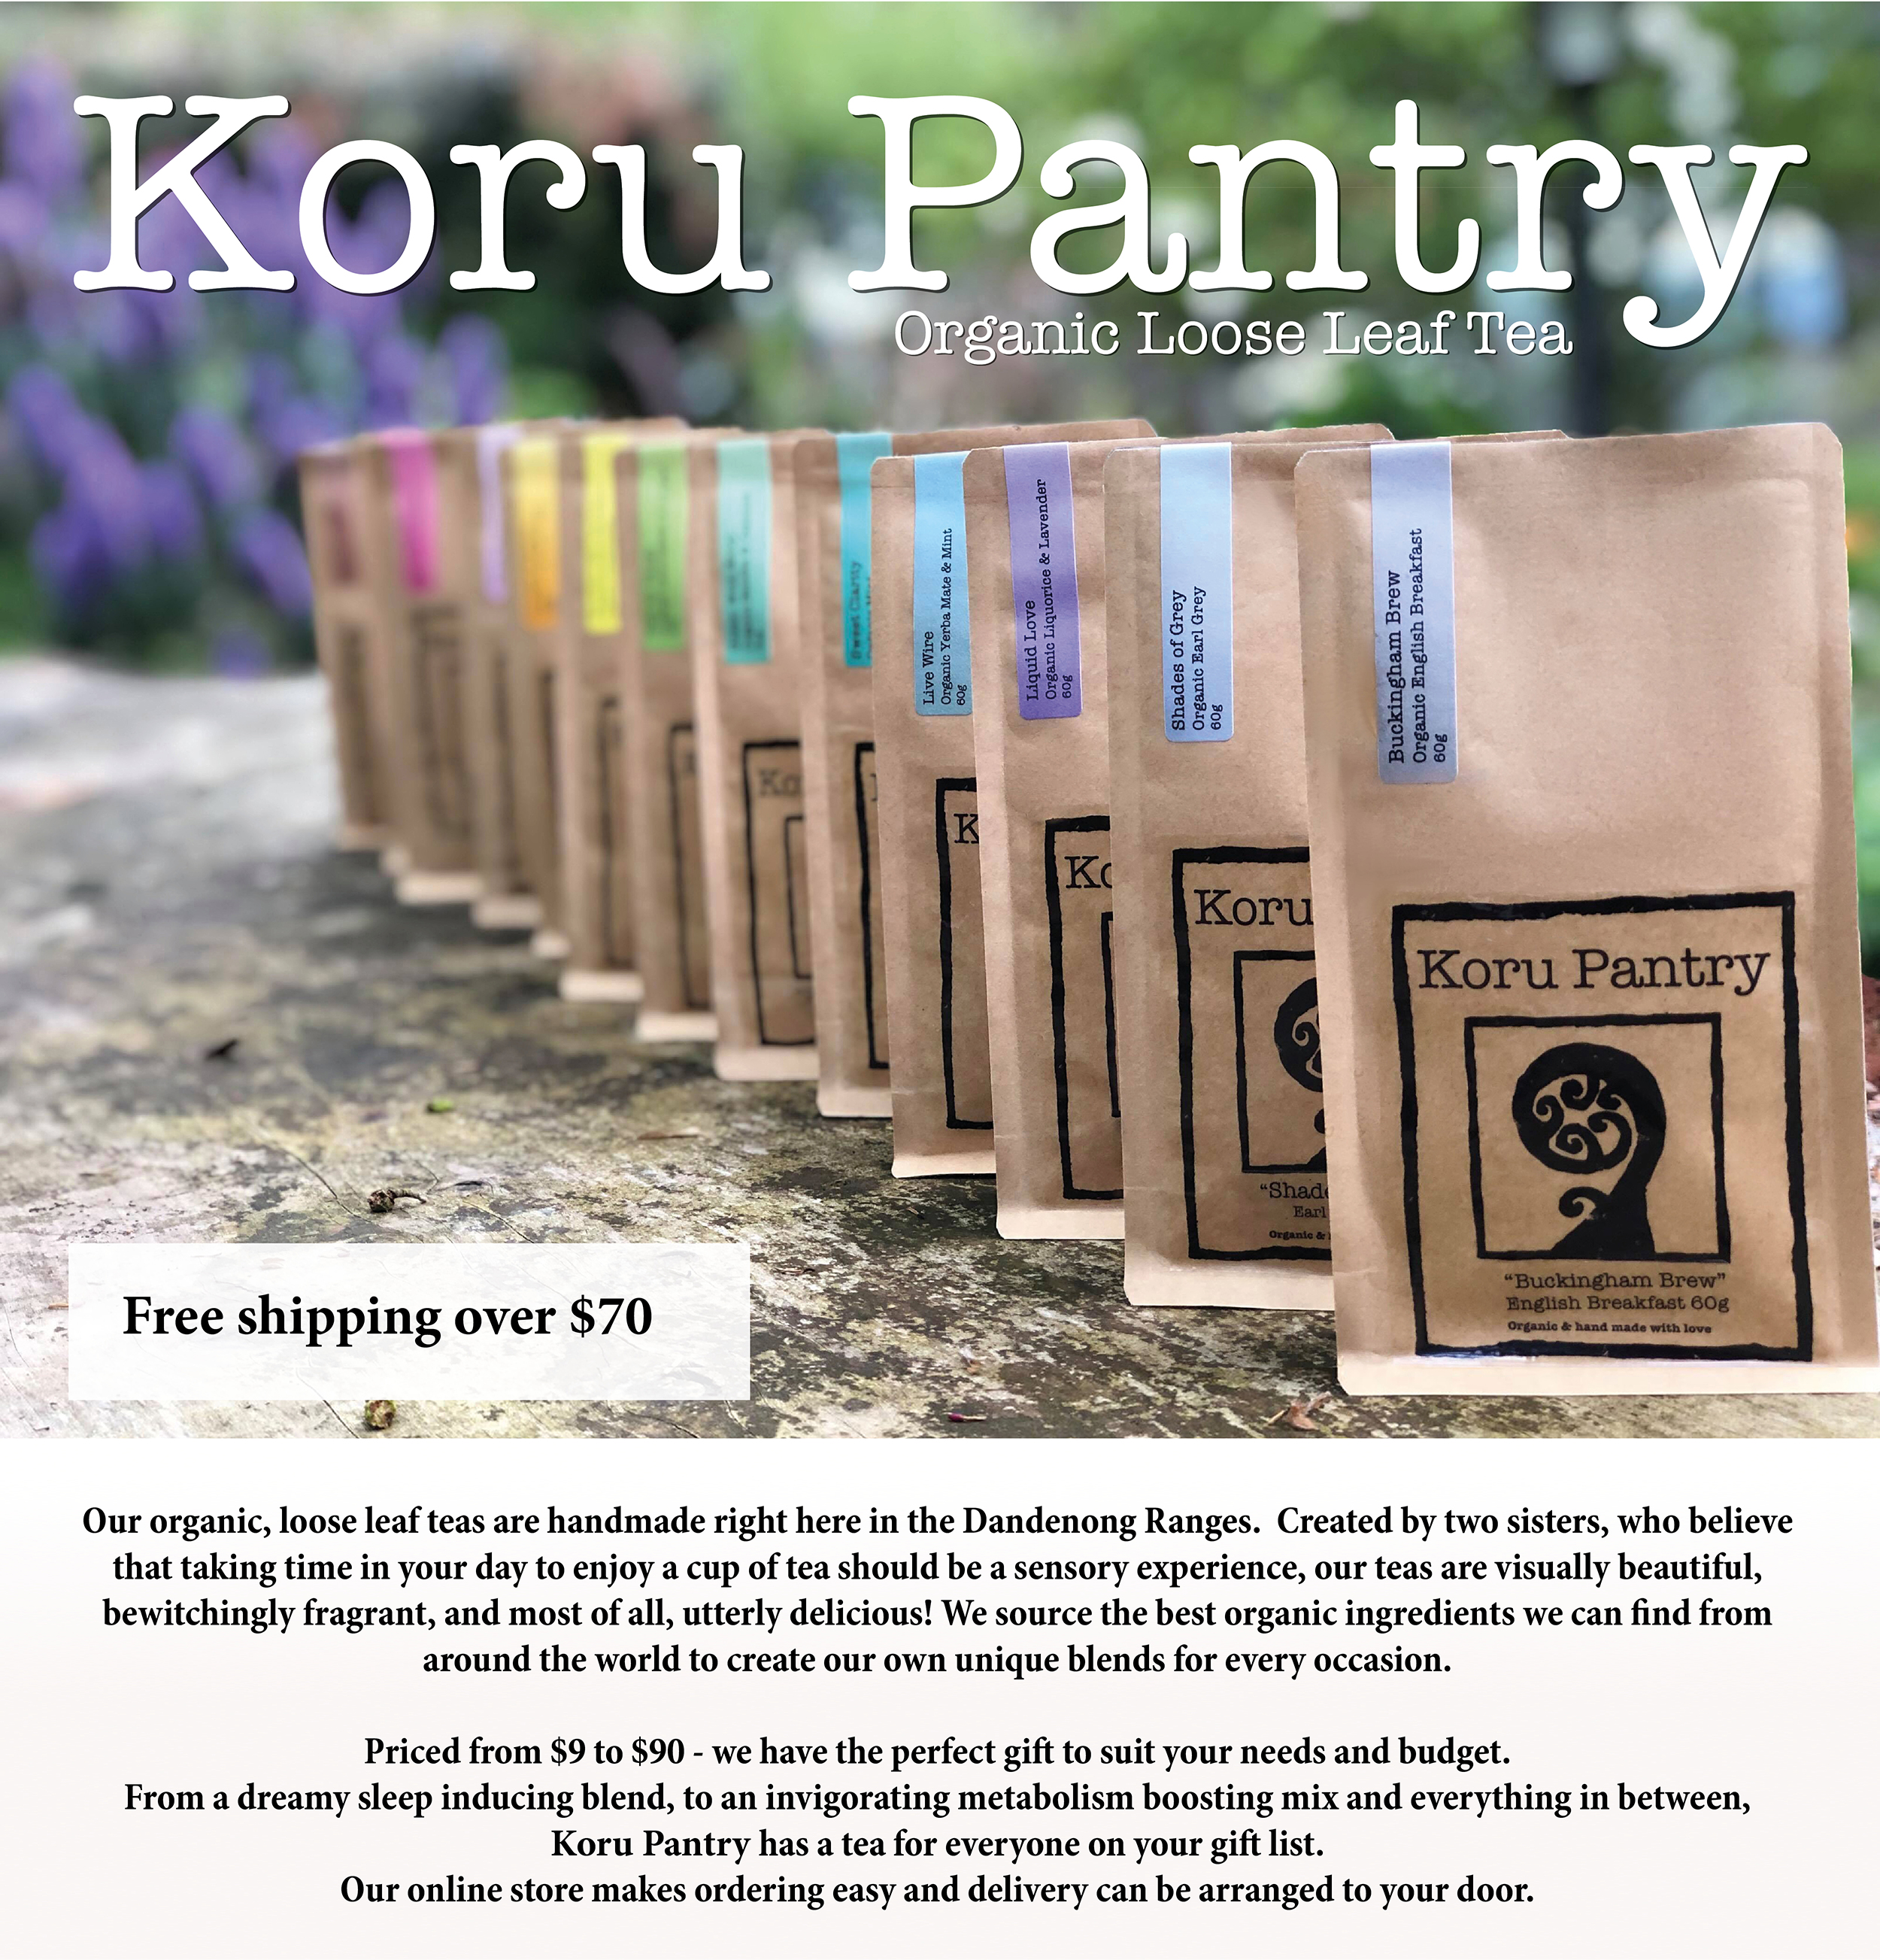 Koru Pantry
Organic Loose Leaf Tea
Sweet Clarity
Live Wire
Organic Yerba Mate & Mint
60g
Liquid Love
Organic Liquorice & Lavender
60g
Shades of Grey
Organic Earl Grey
60g
Buckingham Brew
Organic English Breakfast
60g
Ko
K
Ko
Koru
"Shade
Earl
Organic &
Koru Pantry
“Buckingham Brew”
English Breakfast 60g
Organic & hand made with love
Free shipping over $70
Our organic, loose leaf teas are handmade right here in the Dandenong Ranges.  Created by two sisters, who believe
that taking time in your day to enjoy a cup of tea should be a sensory experience, our teas are visually beautiful,
bewitchingly fragrant, and most of all, utterly delicious! We source the best organic ingredients we can find from
around the world to create our own unique blends for every occasion.
Priced from $9 to $90 - we have the perfect gift to suit your needs and budget.
From a dreamy sleep inducing blend, to an invigorating metabolism boosting mix and everything in between,
Koru Pantry has a tea for everyone on your gift list.
Our online store makes ordering easy and delivery can be arranged to your door.